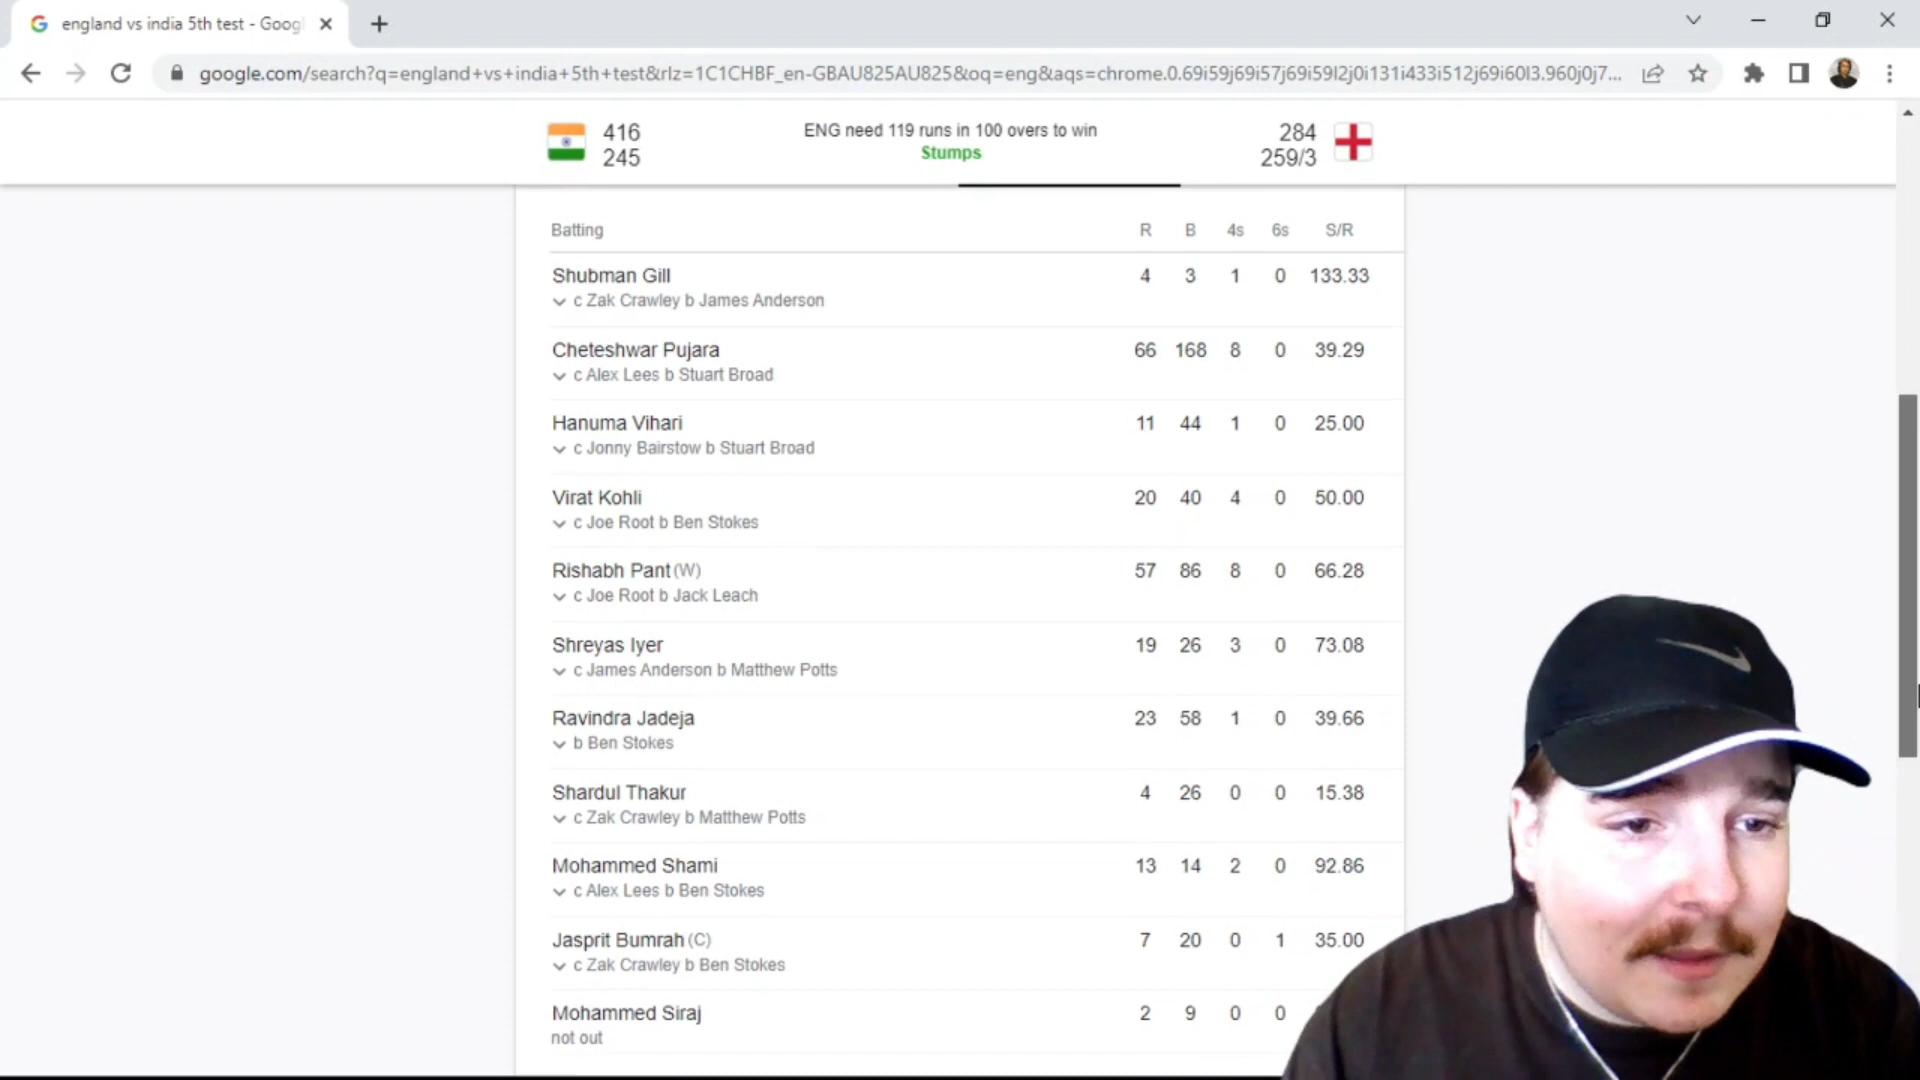 england vs india 5th test - Goog
google.com/search?q=england+vs+india+5th+test&rlz=1C1CHBF_en-GBAU825AU825&oq=eng&aqs=chrome.0.69i59j69i57j69i59l2j0i131i433i512j69i60l3.960j0j7...
416
245
ENG need 119 runs in 100 overs to win
Stumps
284
259/3
Batting R B 4s 6s S/R
Shubman Gill 4 3 1 0 133.33
c Zak Crawley b James Anderson
Cheteshwar Pujara 66 168 8 0 39.29
c Alex Lees b Stuart Broad
Hanuma Vihari 11 44 1 0 25.00
c Jonny Bairstow b Stuart Broad
Virat Kohli 20 40 4 0 50.00
c Joe Root b Ben Stokes
Rishabh Pant (W) 57 86 8 0 66.28
c Joe Root b Jack Leach
Shreyas Iyer 19 26 3 0 73.08
c James Anderson b Matthew Potts
Ravindra Jadeja 23 58 1 0 39.66
b Ben Stokes
Shardul Thakur 4 26 0 0 15.38
c Zak Crawley b Matthew Potts
Mohammed Shami 13 14 2 0 92.86
c Alex Lees b Ben Stokes
Jasprit Bumrah (C) 7 20 0 1 35.00
c Zak Crawley b Ben Stokes
Mohammed Siraj 2 9 0 0
not out